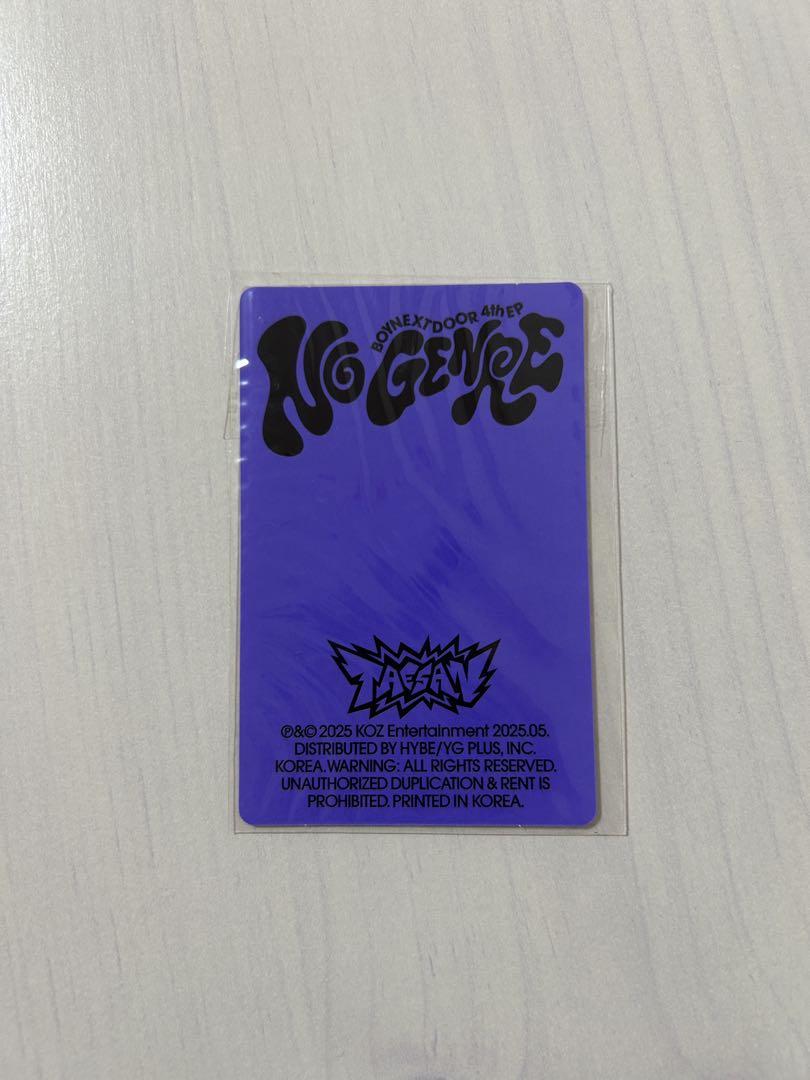 BOYNEXTDOOR 4th EP
NO GENRE
TAESAN
℗&© 2025 KOZ Entertainment 2025.05.
DISTRIBUTED BY HYBE/YG PLUS, INC.
KOREA. WARNING: ALL RIGHTS RESERVED.
UNAUTHORIZED DUPLICATION & RENT IS
PROHIBITED. PRINTED IN KOREA.